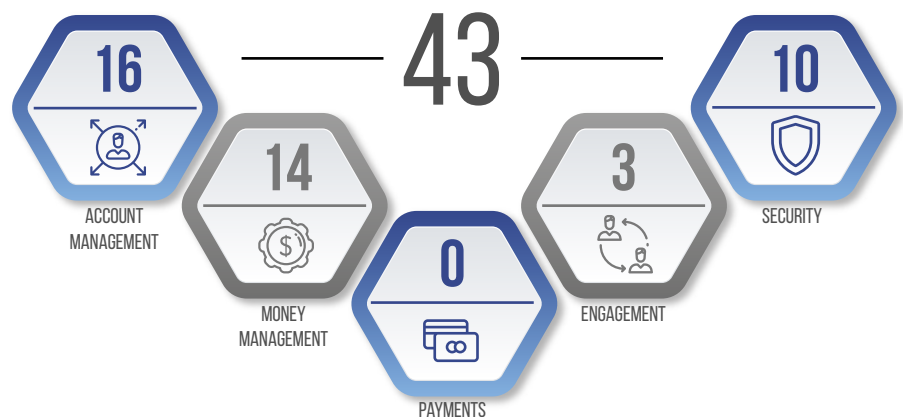 43
16
ACCOUNT
MANAGEMENT
14
$
MONEY
MANAGEMENT
0
PAYMENTS
3
ENGAGEMENT
10
SECURITY